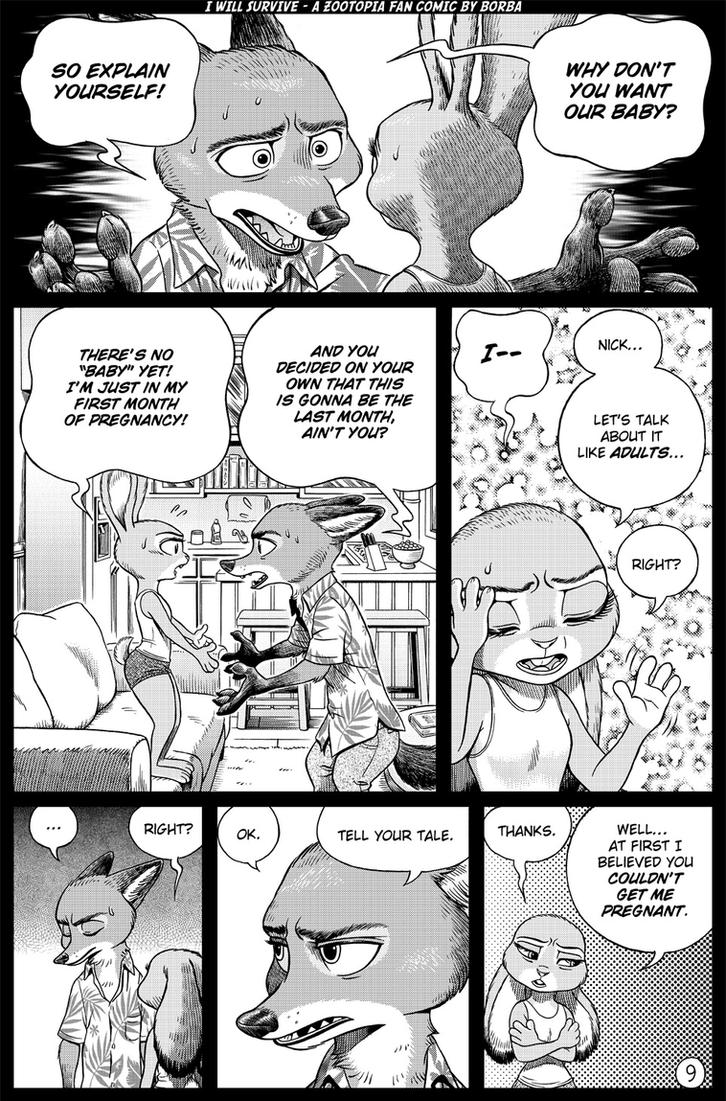 I WILL SURVIVE - A ZOOTOPIA FAN COMIC BY BORBA
SO EXPLAIN
YOURSELF!
WHY DON'T
YOU WANT
OUR BABY?
THERE'S NO
"BABY" YET!
I'M JUST IN MY
FIRST MONTH
OF PREGNANCY!
AND YOU
DECIDED ON YOUR
OWN THAT THIS
IS GONNA BE THE
LAST MONTH,
AIN'T YOU?
I--
NICK...
LET'S TALK
ABOUT IT
LIKE ADULTS...
RIGHT?
...
RIGHT?
OK.
TELL YOUR TALE.
THANKS.
WELL...
AT FIRST I
BELIEVED YOU
COULDN'T
GET ME
PREGNANT.
9